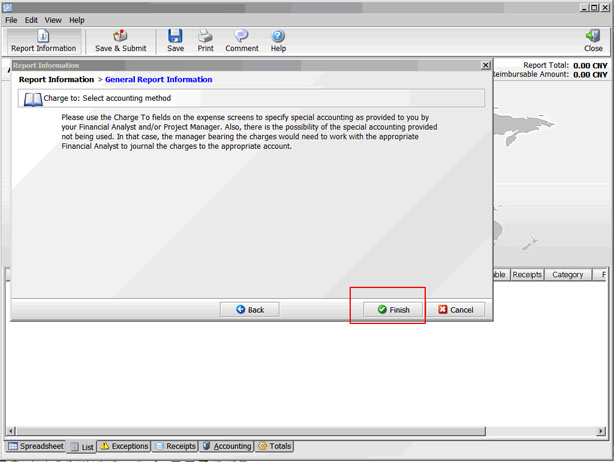 File Edit View Help
Report Information Save & Submit Save Print Comment Help Close
Report Information
Report Total: 0.00 CNY
Reimbursable Amount: 0.00 CNY
Report Information > General Report Information
Charge to: Select accounting method
Please use the Charge To fields on the expense screens to specify special accounting as provided to you by
your Financial Analyst and/or Project Manager. Also, there is the possibility of the special accounting provided
not being used. In that case, the manager bearing the charges would need to work with the appropriate
Financial Analyst to journal the charges to the appropriate account.
able Receipts Category F
Back Finish Cancel
Spreadsheet List Exceptions Receipts Accounting Totals